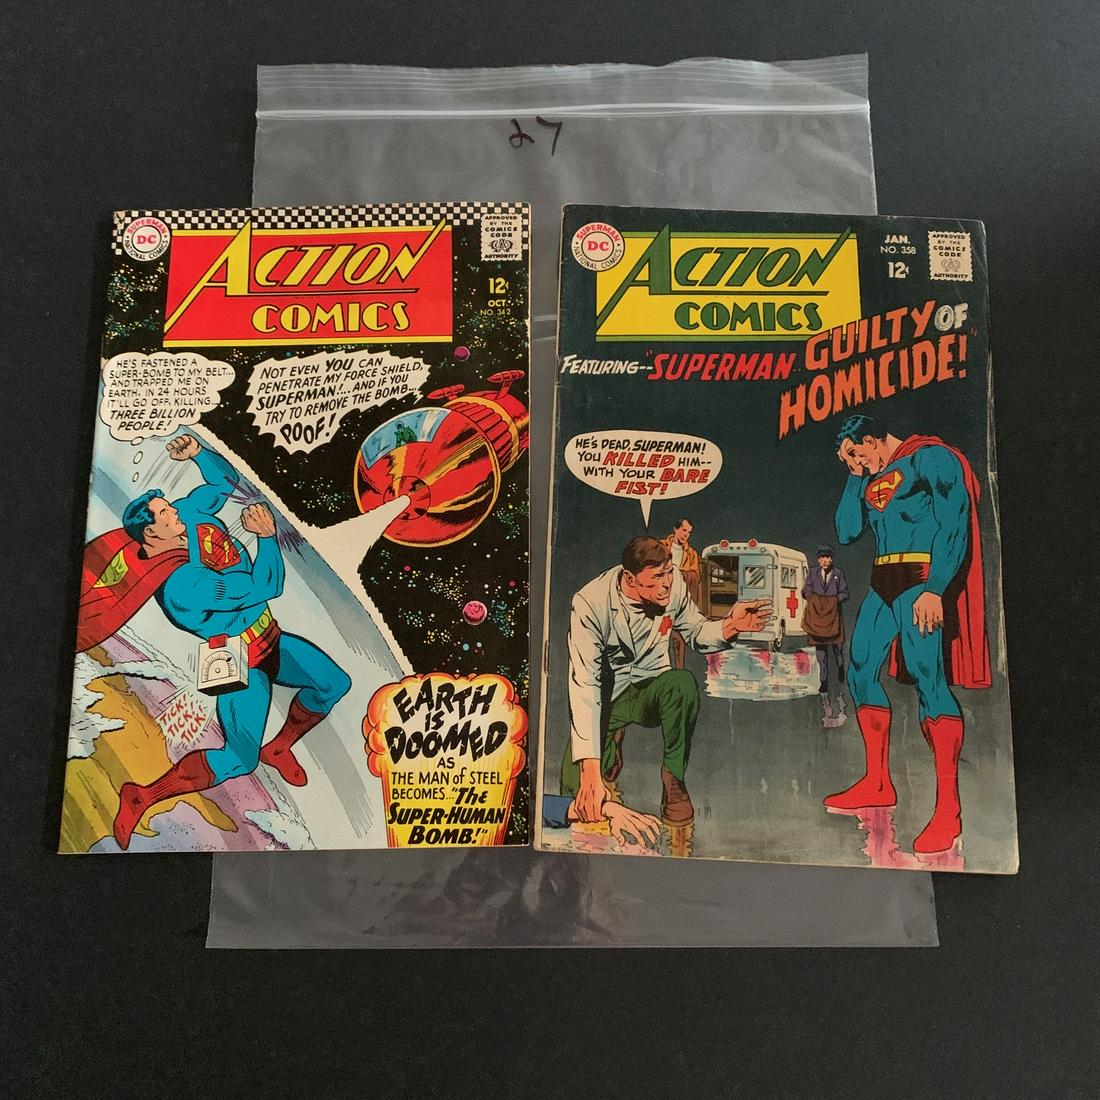 27
SUPERMAN
DC
NATIONAL COMICS
ACTION
COMICS
APPROVED
BY THE
COMICS
CODE
AUTHORITY
12¢
OCT.
NO. 342
HE'S FASTENED A
SUPER-BOMB TO MY BELT...
AND TRAPPED ME ON
EARTH. IN 24 HOURS
IT'LL GO OFF, KILLING...
THREE BILLION
PEOPLE!
NOT EVEN YOU CAN
PENETRATE MY FORCE SHIELD,
SUPERMAN!...AND IF YOU
TRY TO REMOVE THE BOMB...
POOF!
TICK!
TICK!
TICK!
EARTH
IS
DOOMED
AS
THE MAN of STEEL
BECOMES..."The
SUPER-HUMAN
BOMB!"
SUPERMAN
DC
NATIONAL COMICS
ACTION
COMICS
JAN.
NO. 358
12¢
APPROVED
BY THE
COMICS
CODE
AUTHORITY
FEATURING--"SUPERMAN..GUILTY OF
HOMICIDE!"
HE'S DEAD, SUPERMAN!
YOU KILLED HIM--
WITH YOUR BARE
FIST!